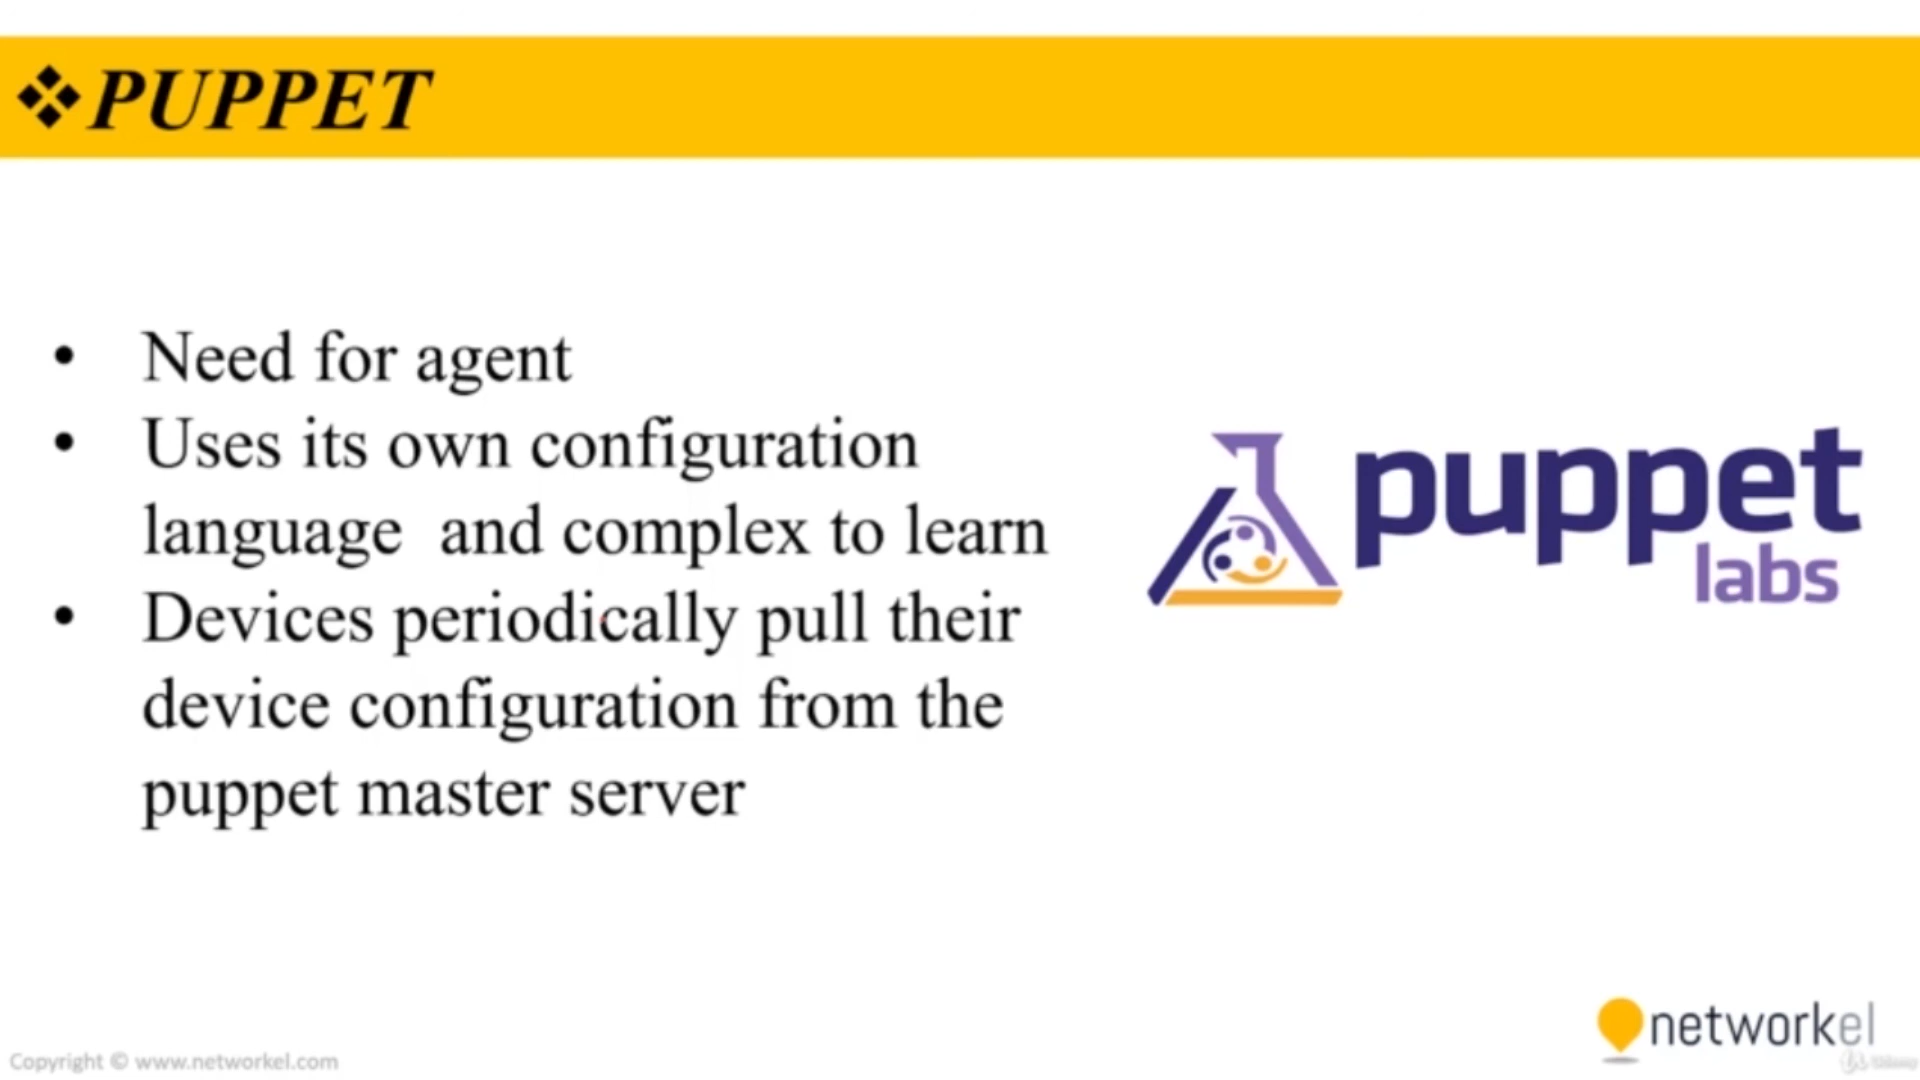 ❖PUPPET
• Need for agent
• Uses its own configuration
language and complex to learn
• Devices periodically pull their
device configuration from the
puppet master server
puppet
labs
networkel
Copyright © www.networkel.com
Udemy